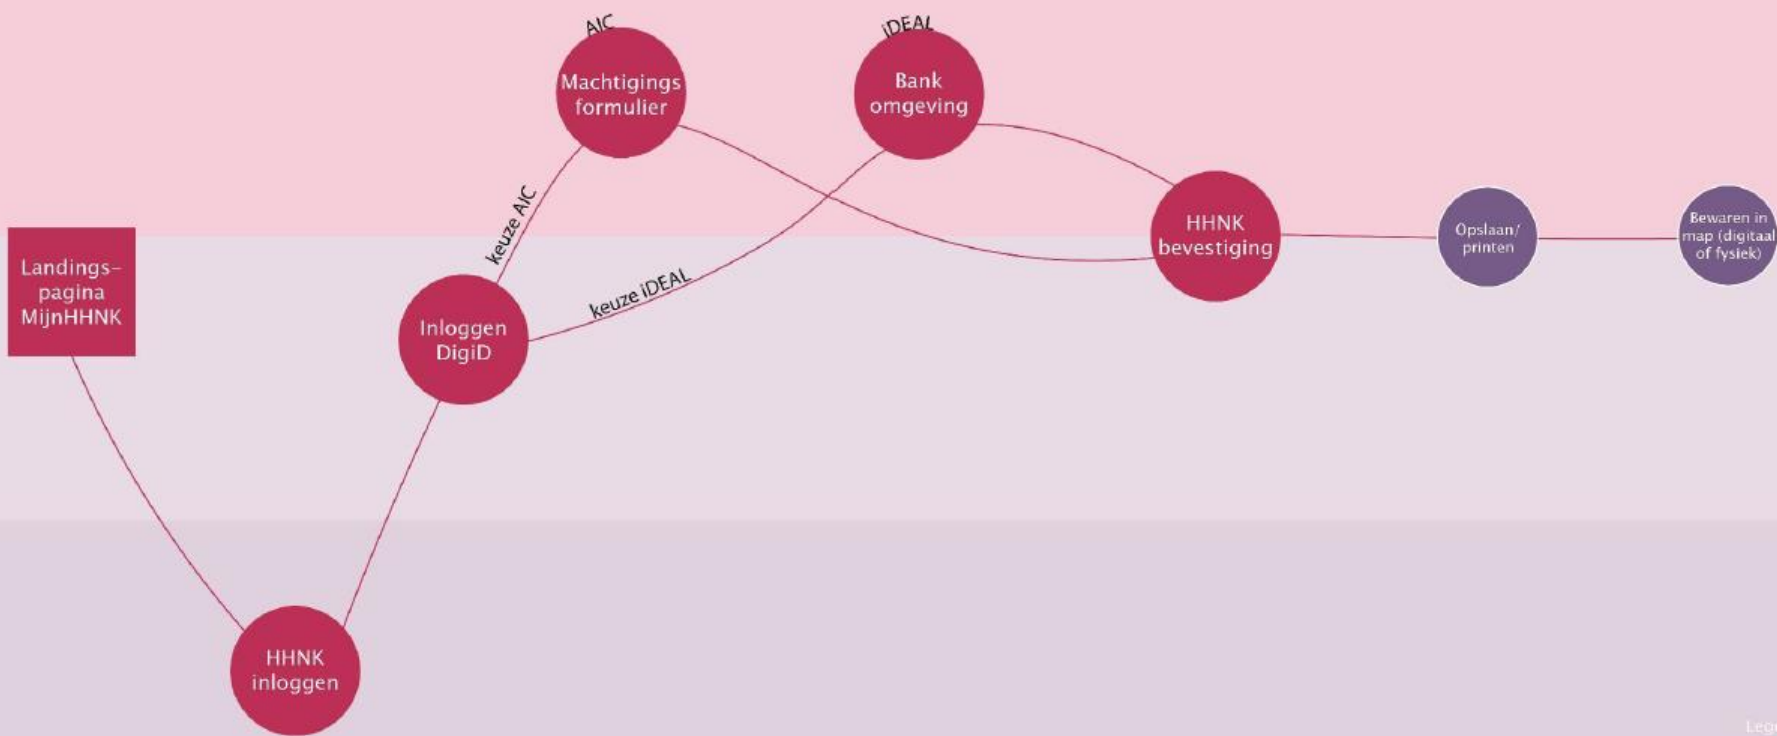 AIC
iDEAL
Machtigings
formulier
Bank
omgeving
keuze AIC
HHNK
bevestiging
Opslaan/
printen
Bewaren in
map (digitaal
of fysiek)
Landings-
pagina
MijnHHNK
keuze iDEAL
Inloggen
DigiD
HHNK
inloggen